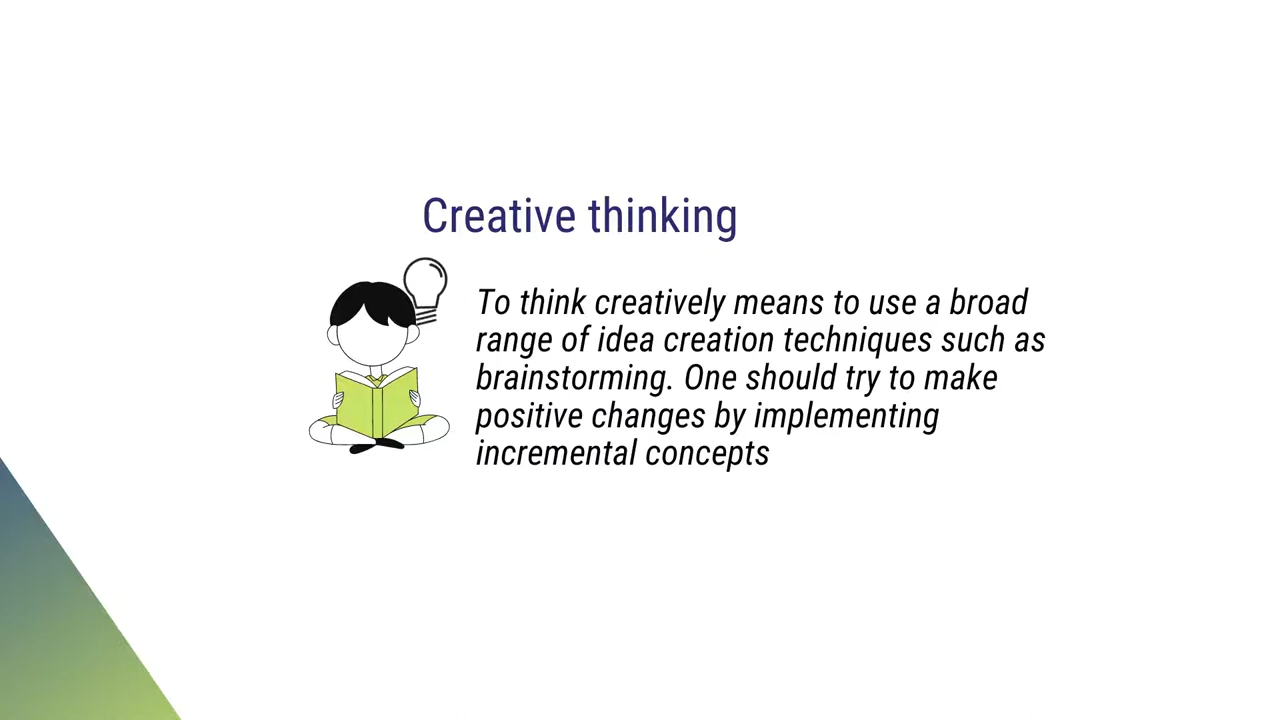 Creative thinking
To think creatively means to use a broad
range of idea creation techniques such as
brainstorming. One should try to make
positive changes by implementing
incremental concepts